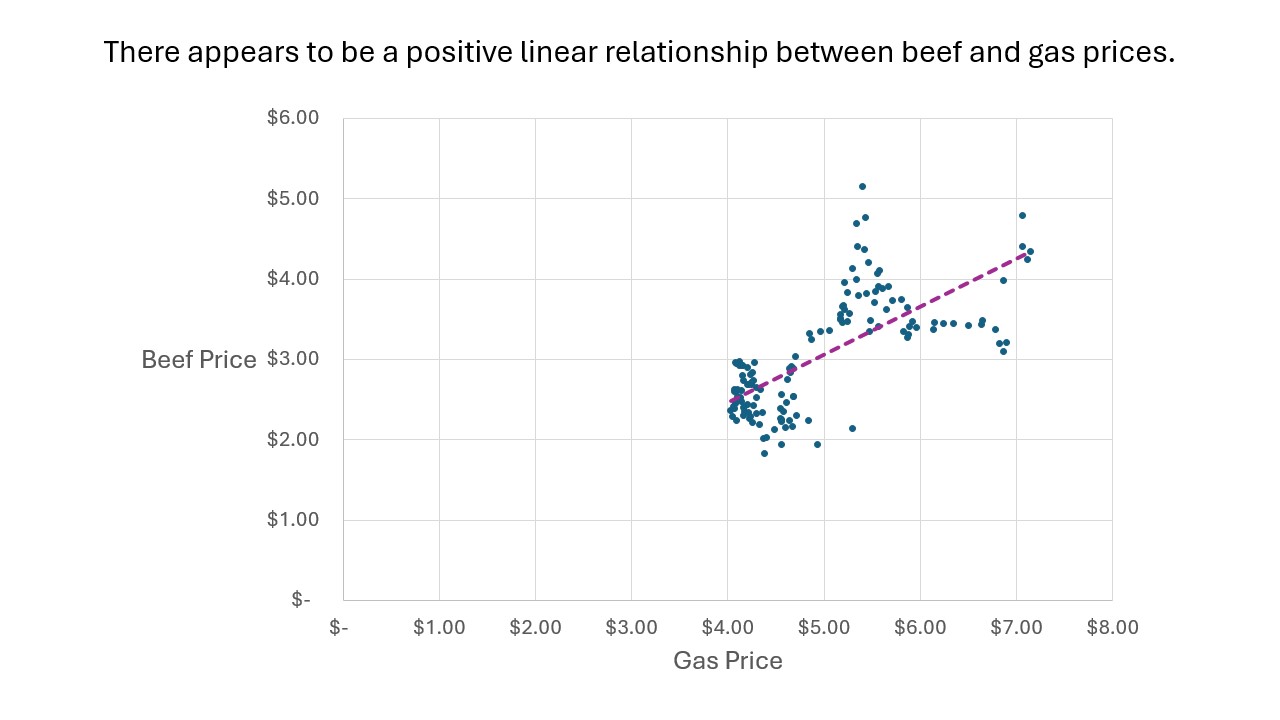 There appears to be a positive linear relationship between beef and gas prices.
$6.00
$5.00
$4.00
Beef Price
$3.00
$2.00
$1.00
$-
$- $1.00 $2.00 $3.00 $4.00 $5.00 $6.00 $7.00 $8.00
Gas Price